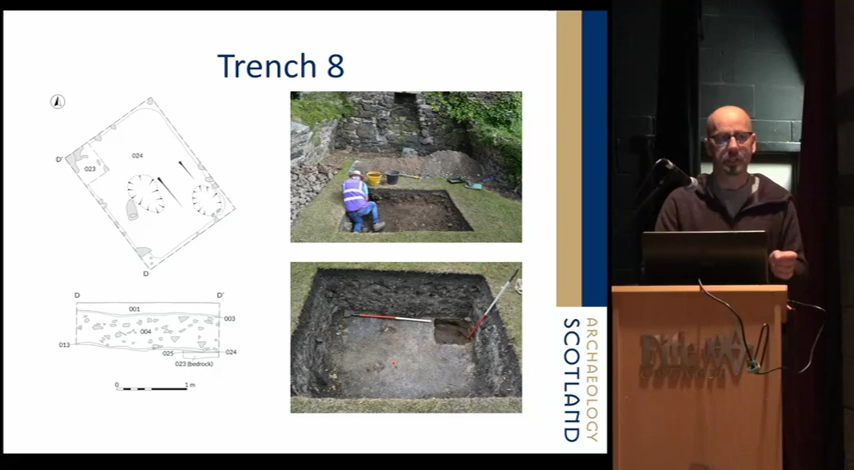 Trench 8
D'
023
024
D
D
D'
001
003
004
013
025
024
023 (bedrock)
0
1 m
ARCHAEOLOGY
SCOTLAND